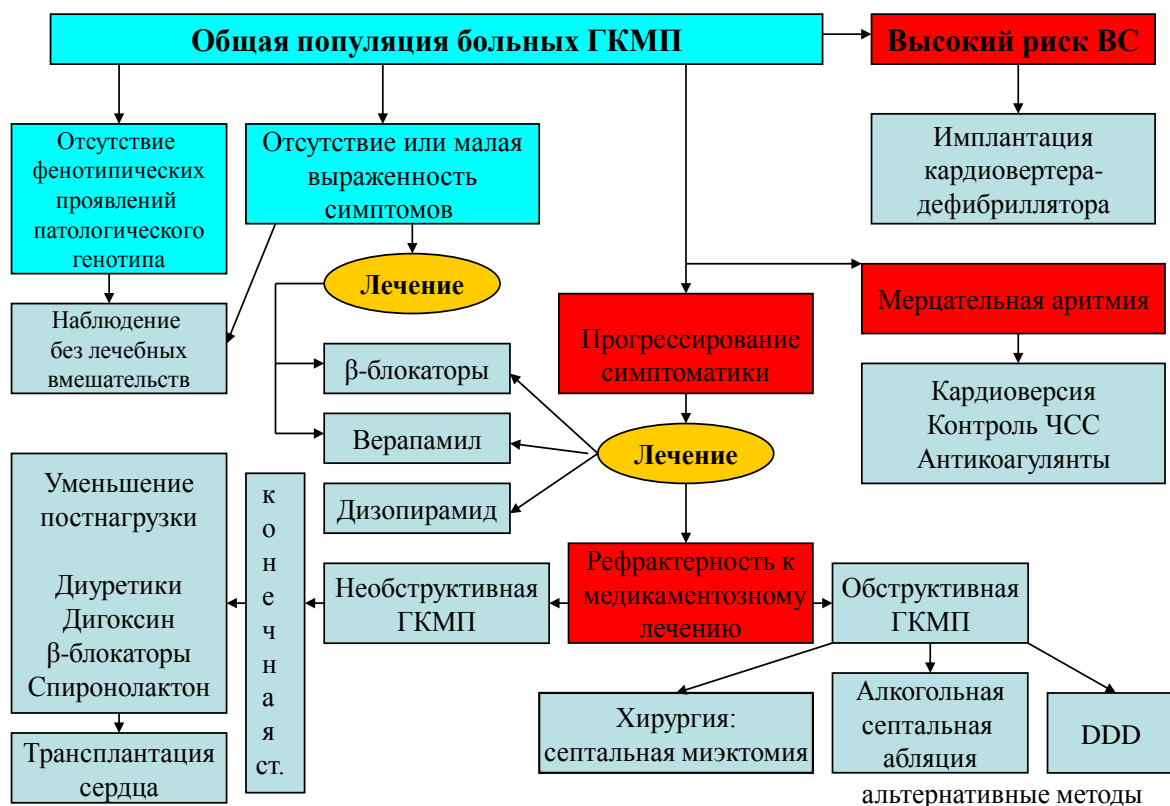 Общая популяция больных ГКМП
Высокий риск ВС
Отсутствие
фенотипических
проявлений
патологического
генотипа
Отсутствие или малая
выраженность
симптомов
Имплантация
кардиовертера-
дефибриллятора
Лечение
Мерцательная аритмия
Наблюдение
без лечебных
вмешательств
Прогрессирование
симптоматики
β-блокаторы
Верапамил
Дизопирамид
Лечение
Кардиоверсия
Контроль ЧСС
Антикоагулянты
Уменьшение
постнагрузки
Диуретики
Дигоксин
β-блокаторы
Спиронолактон
к
о
н
е
ч
н
а
я
ст.
Необструктивная
ГКМП
Рефрактерность к
медикаментозному
лечению
Обструктивная
ГКМП
Трансплантация
сердца
Хирургия:
септальная миэктомия
Алкогольная
септальная
абляция
DDD
альтернативные методы